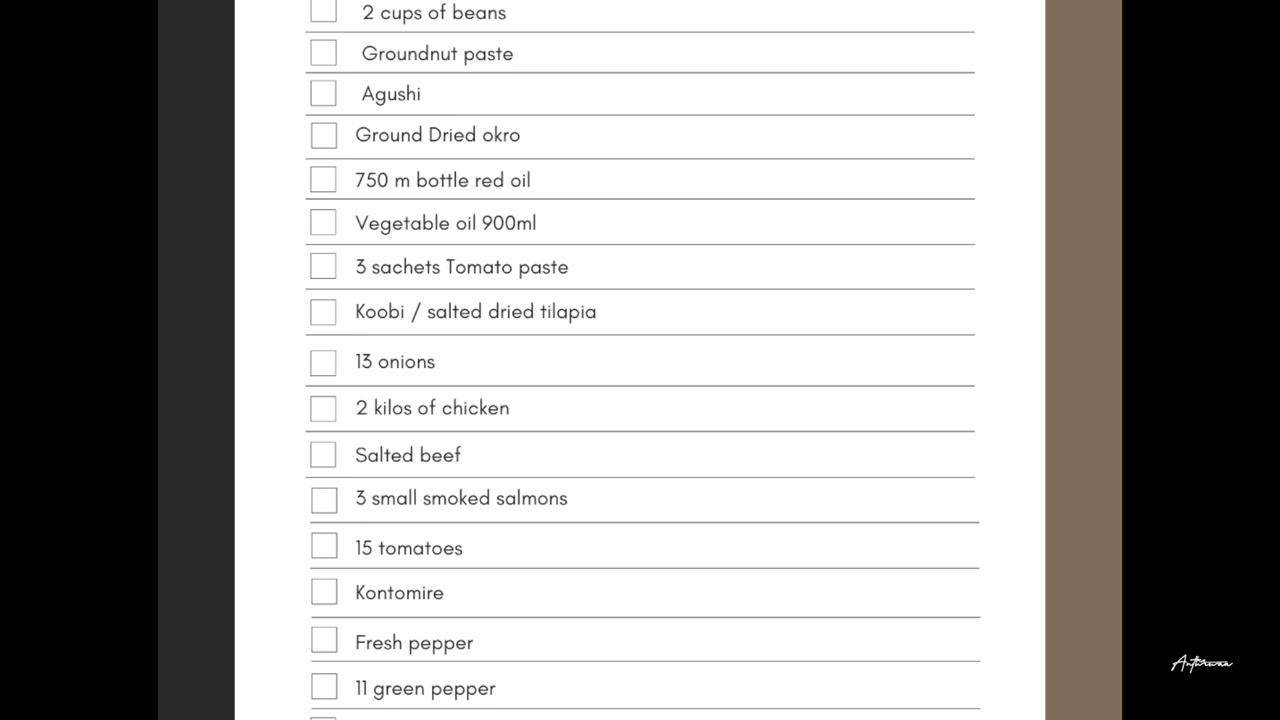 2 cups of beans
Groundnut paste
Agushi
Ground Dried okro
750 m bottle red oil
Vegetable oil 900ml
3 sachets Tomato paste
Koobi / salted dried tilapia
13 onions
2 kilos of chicken
Salted beef
3 small smoked salmons
15 tomatoes
Kontomire
Fresh pepper
11 green pepper